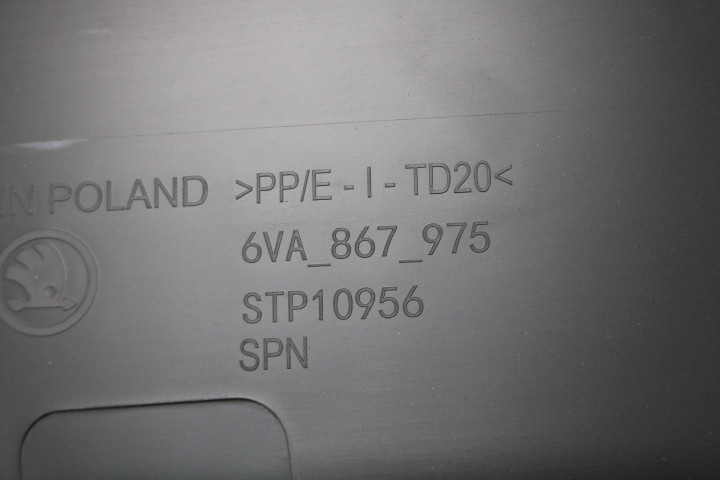 POLAND >PP/E - I - TD20<
6VA_867_975
STP10956
SPN